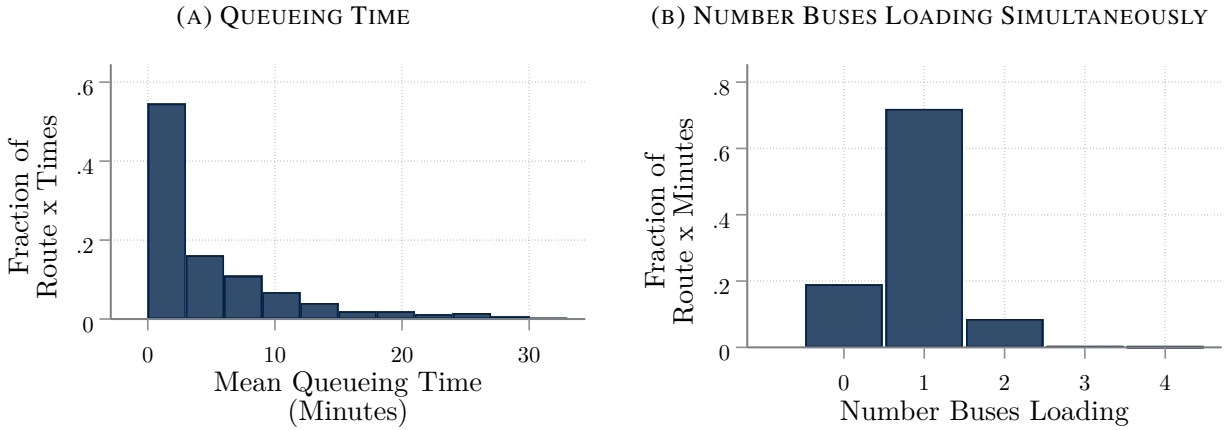 (A) QUEUEING TIME
.6
.4
.2
0
Fraction of
Route x Times
0 10 20 30
Mean Queueing Time
(Minutes)
(B) NUMBER BUSES LOADING SIMULTANEOUSLY
.8
.6
.4
.2
0
Fraction of
Route x Minutes
0 1 2 3 4
Number Buses Loading